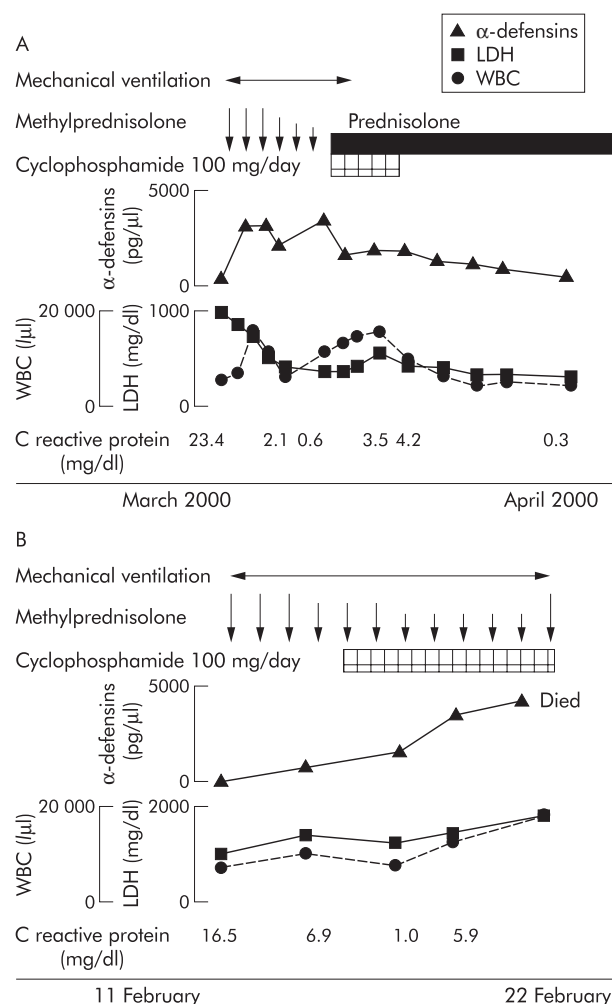 α-defensins
LDH
WBC
A
Mechanical ventilation
Methylprednisolone
Prednisolone
Cyclophosphamide 100 mg/day
α-defensins
(pg/µl)
5000
0
WBC (/µl)
20 000
0
LDH (mg/dl)
1000
0
C reactive protein 23.4 2.1 0.6 3.5 4.2 0.3
(mg/dl)
March 2000 April 2000
B
Mechanical ventilation
Methylprednisolone
Cyclophosphamide 100 mg/day
α-defensins
(pg/µl)
5000
0
Died
WBC (/µl)
20 000
0
LDH (mg/dl)
2000
0
C reactive protein 16.5 6.9 1.0 5.9
(mg/dl)
11 February 22 February